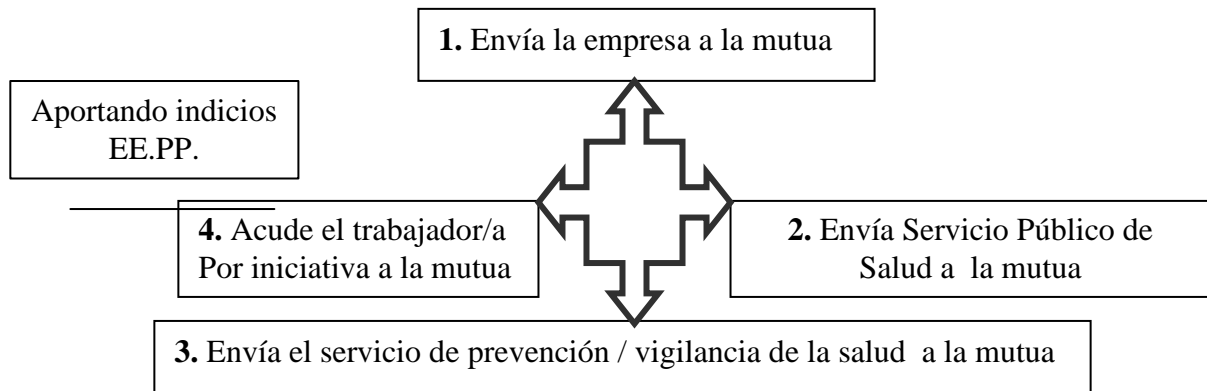 1. Envía la empresa a la mutua
Aportando indicios
EE.PP.
4. Acude el trabajador/a
Por iniciativa a la mutua
2. Envía Servicio Público de
Salud a la mutua
3. Envía el servicio de prevención / vigilancia de la salud a la mutua